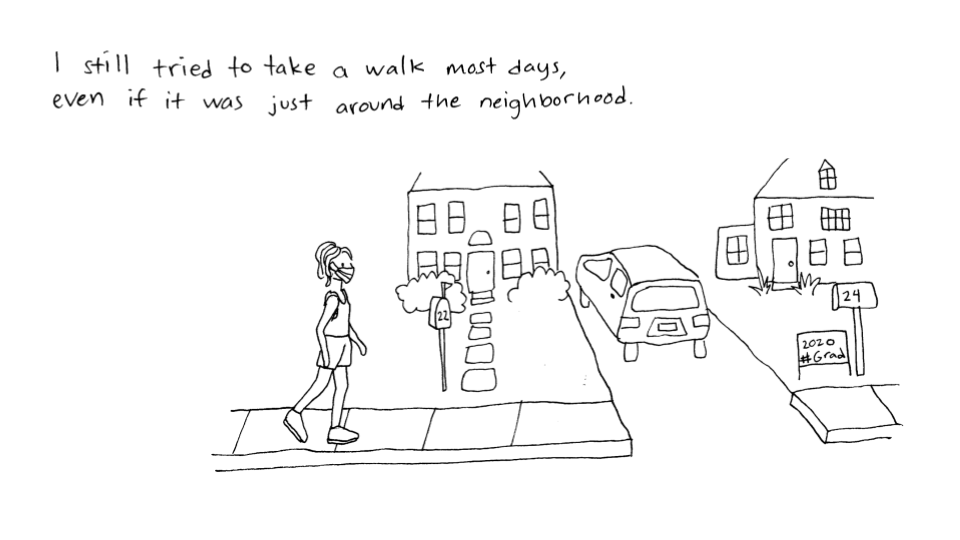 I still tried to take a walk most days,
even if it was just around the neighborhood.
22
24
2020
#Grad